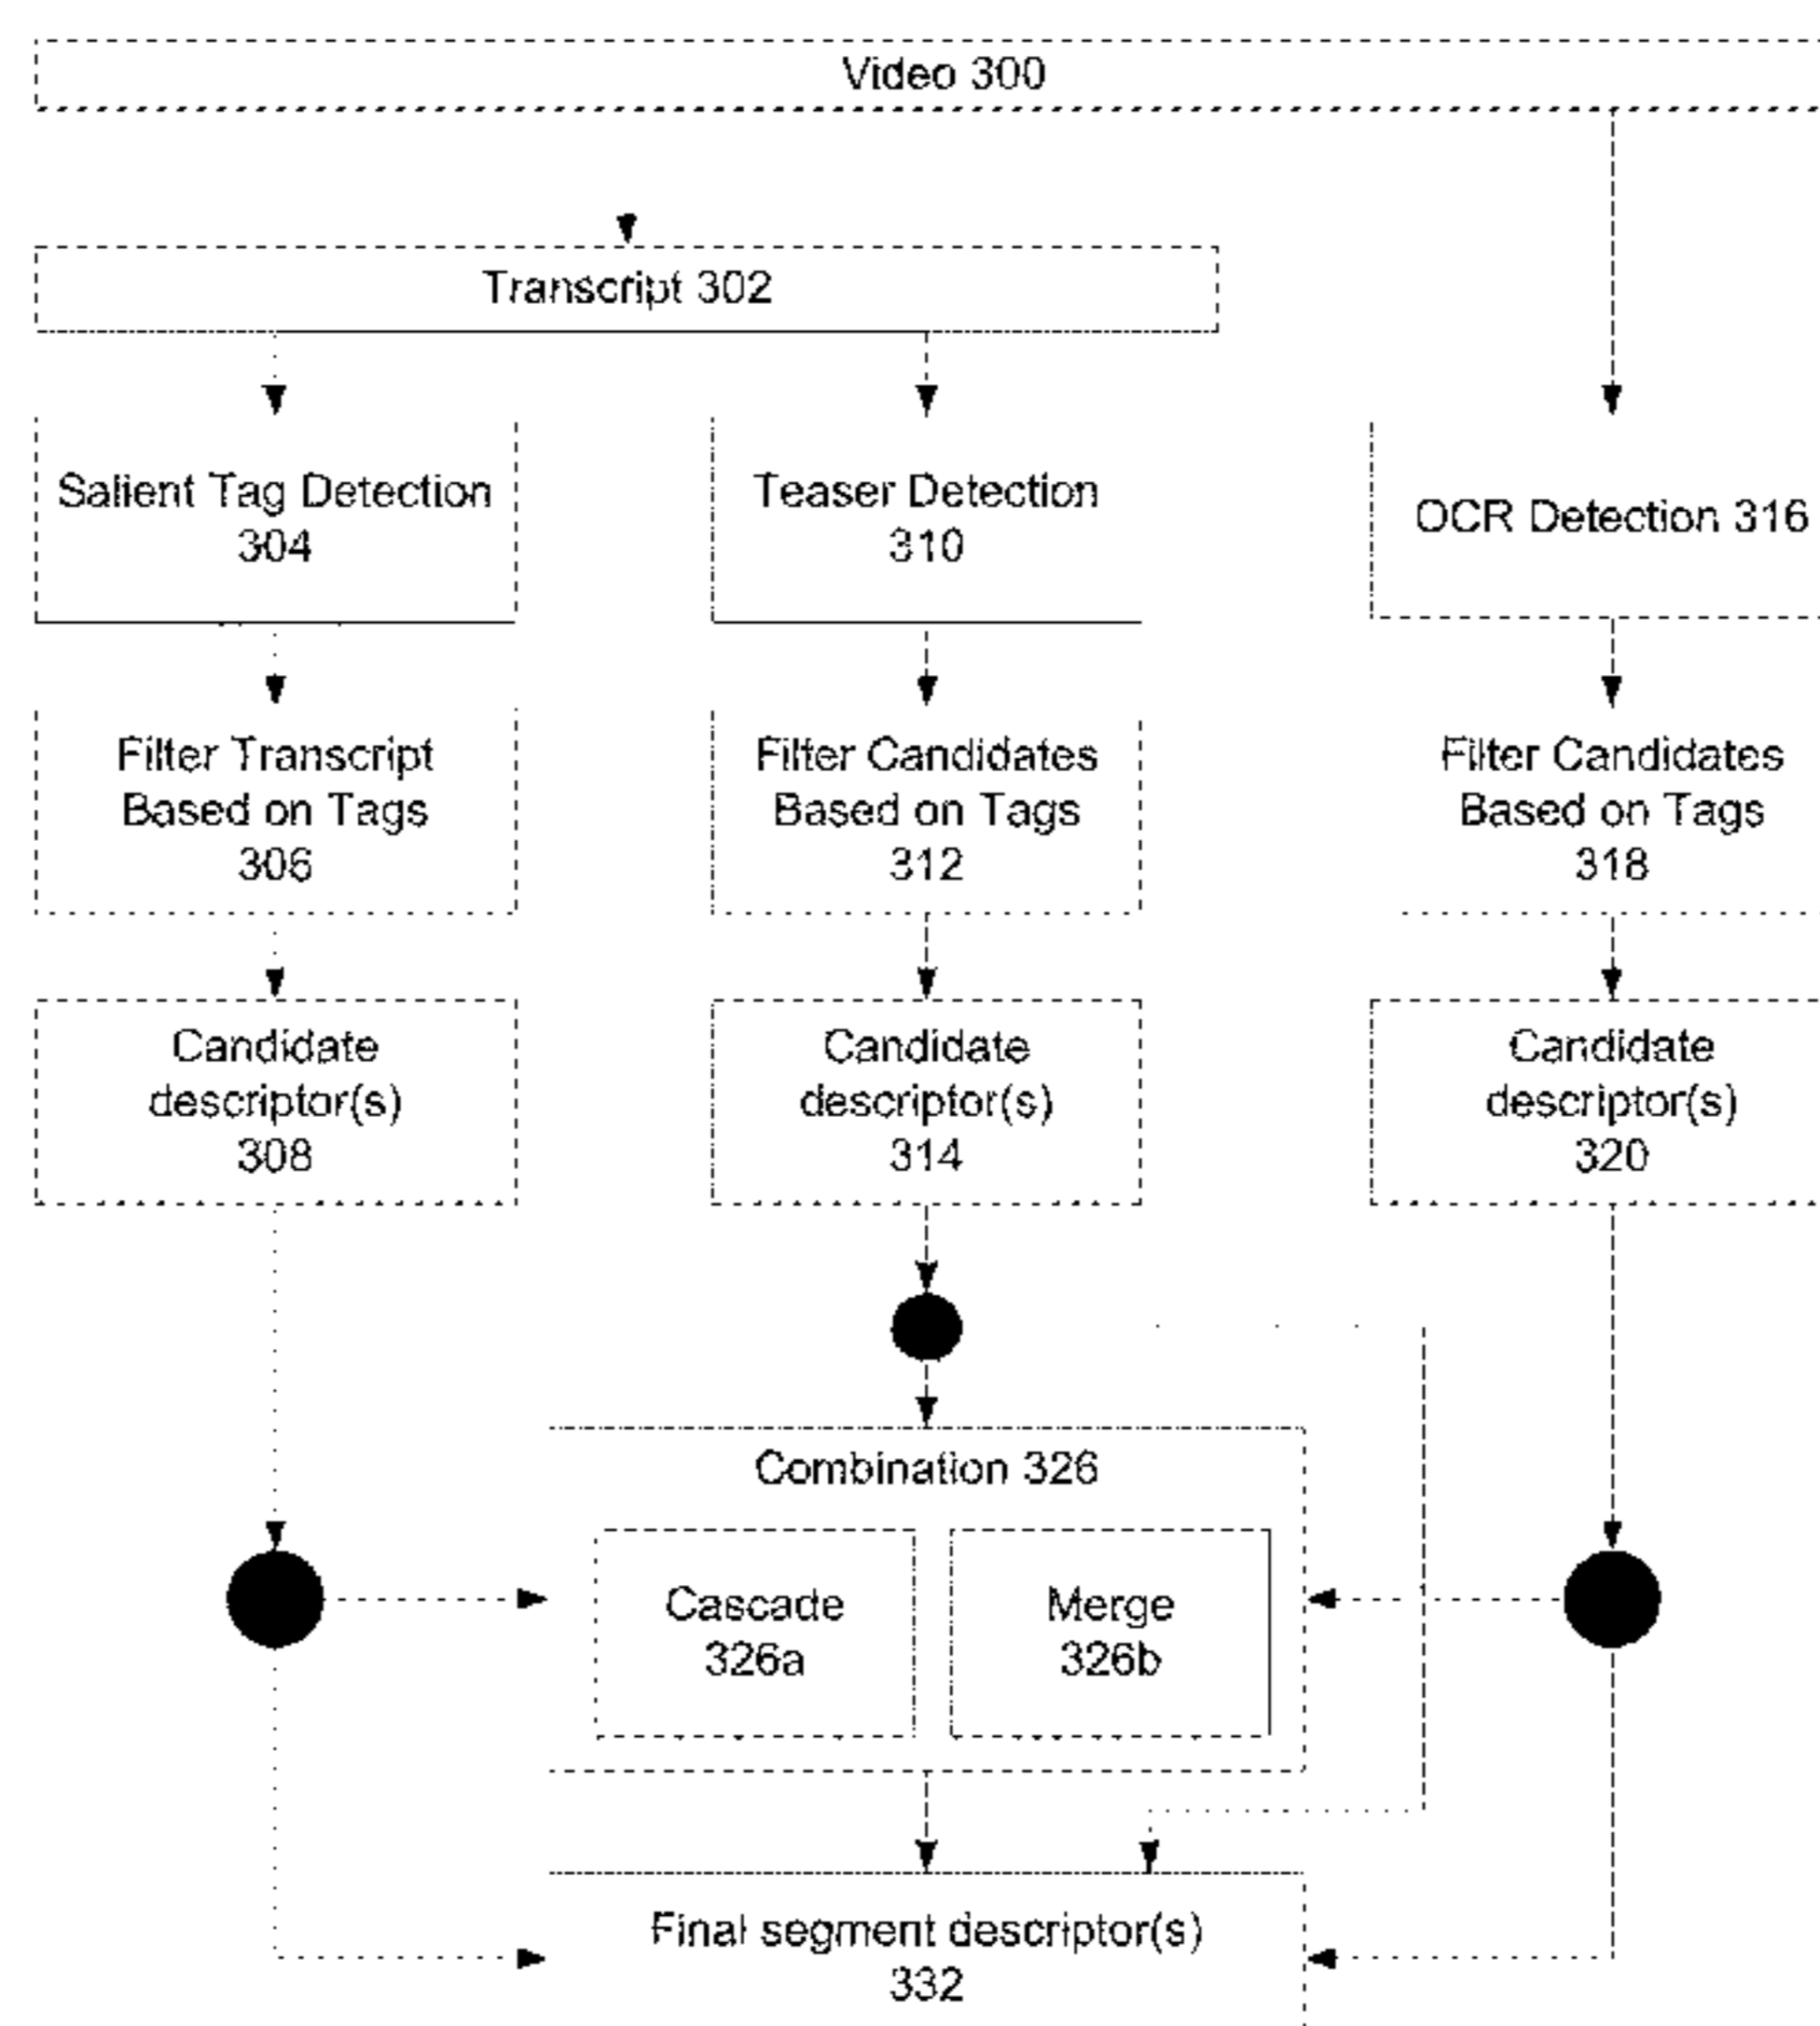 Video 300
Transcript 302
Salient Tag Detection
304
Teaser Detection
310
OCR Detection 316
Filter Transcript
Based on Tags
306
Filter Candidates
Based on Tags
312
Filter Candidates
Based on Tags
318
Candidate
descriptor(s)
308
Candidate
descriptor(s)
314
Candidate
descriptor(s)
320
Combination 326
Cascade
326a
Merge
326b
Final segment descriptor(s)
332